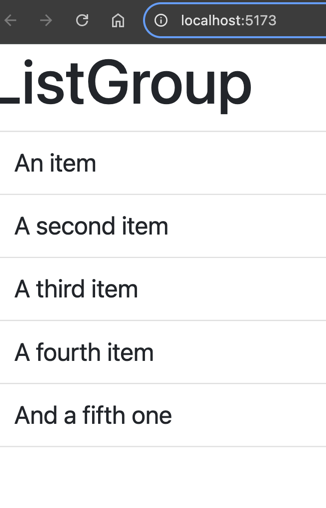 localhost:5173
ListGroup
An item
A second item
A third item
A fourth item
And a fifth one